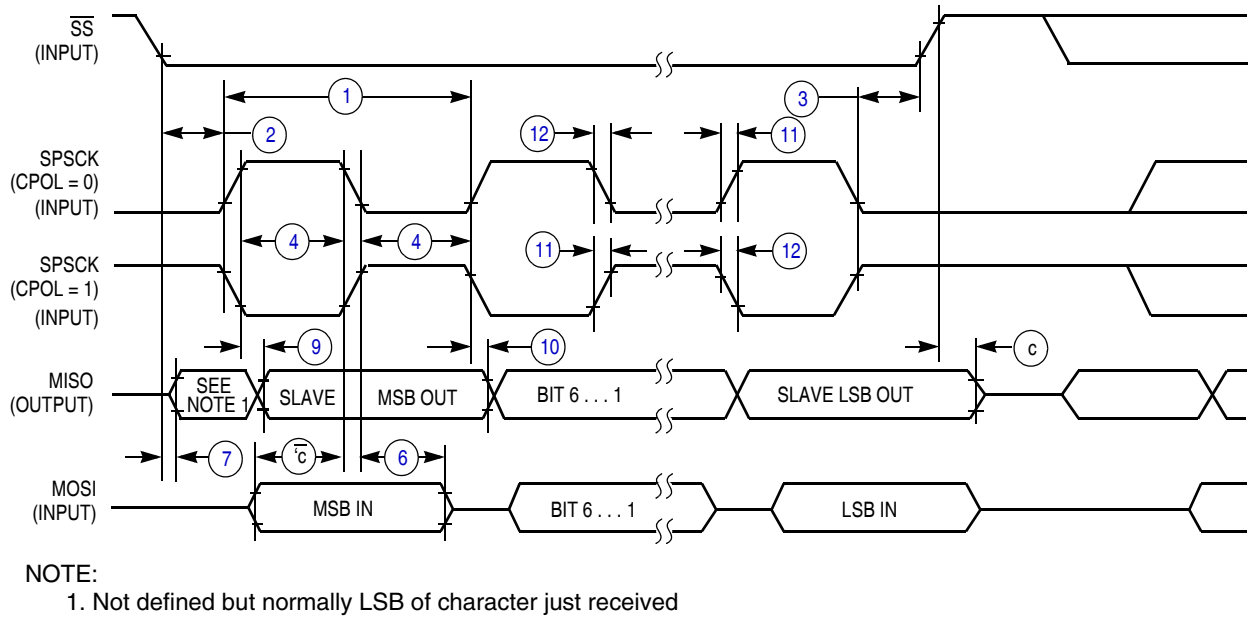 SS
(INPUT)
1
3
2
12
11
SPSCK
(CPOL = 0)
(INPUT)
4
4
11
12
SPSCK
(CPOL = 1)
(INPUT)
9
10
c
MISO
(OUTPUT)
SEE
NOTE 1
SLAVE
MSB OUT
BIT 6 . . . 1
SLAVE LSB OUT
7
‘c
6
MOSI
(INPUT)
MSB IN
BIT 6 . . . 1
LSB IN
NOTE:
1. Not defined but normally LSB of character just received